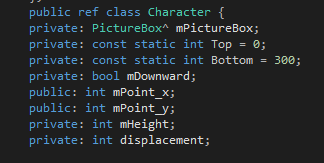 public ref class Character {
private: PictureBox^ mPictureBox;
private: const static int Top = 0;
private: const static int Bottom = 300;
private: bool mDownward;
public: int mPoint_x;
public: int mPoint_y;
private: int mHeight;
private: int displacement;